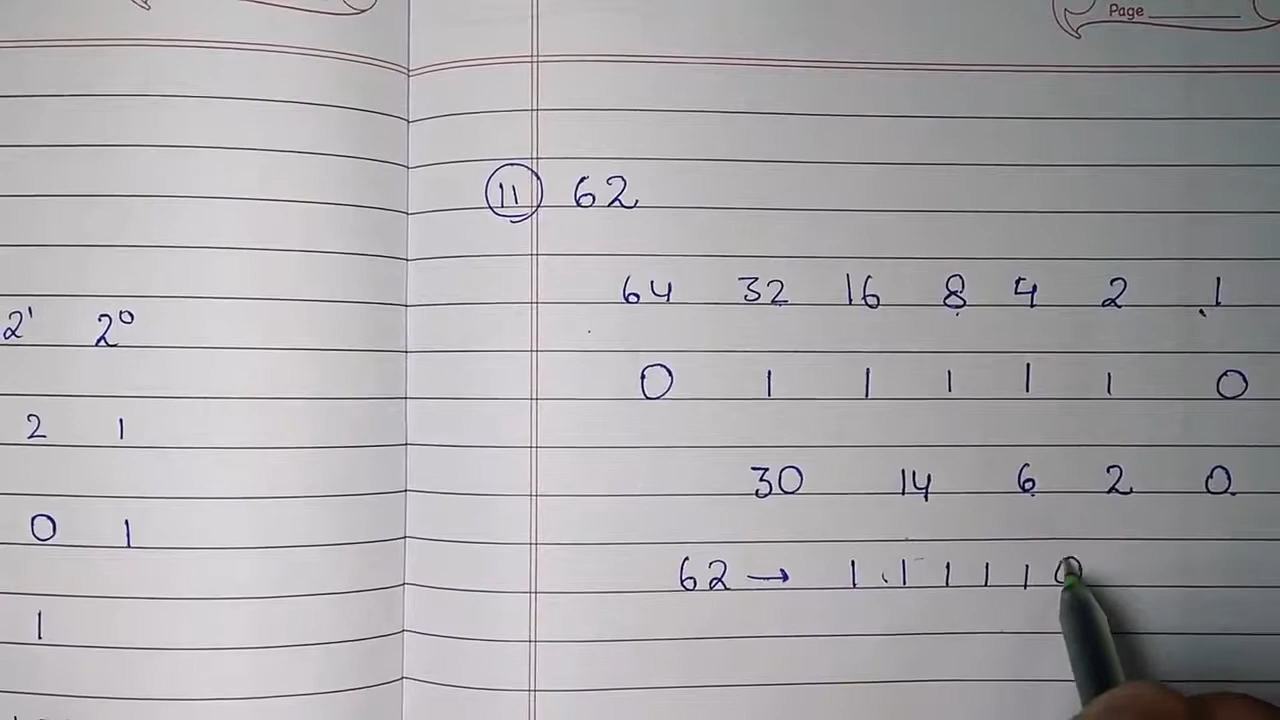 Page
2¹ 2⁰
2 1
0 1
1
11 62
64 32 16 8 4 2 1
0 1 1 1 1 1 0
30 14 6 2 0
62 → 1 1 1 1 1 0